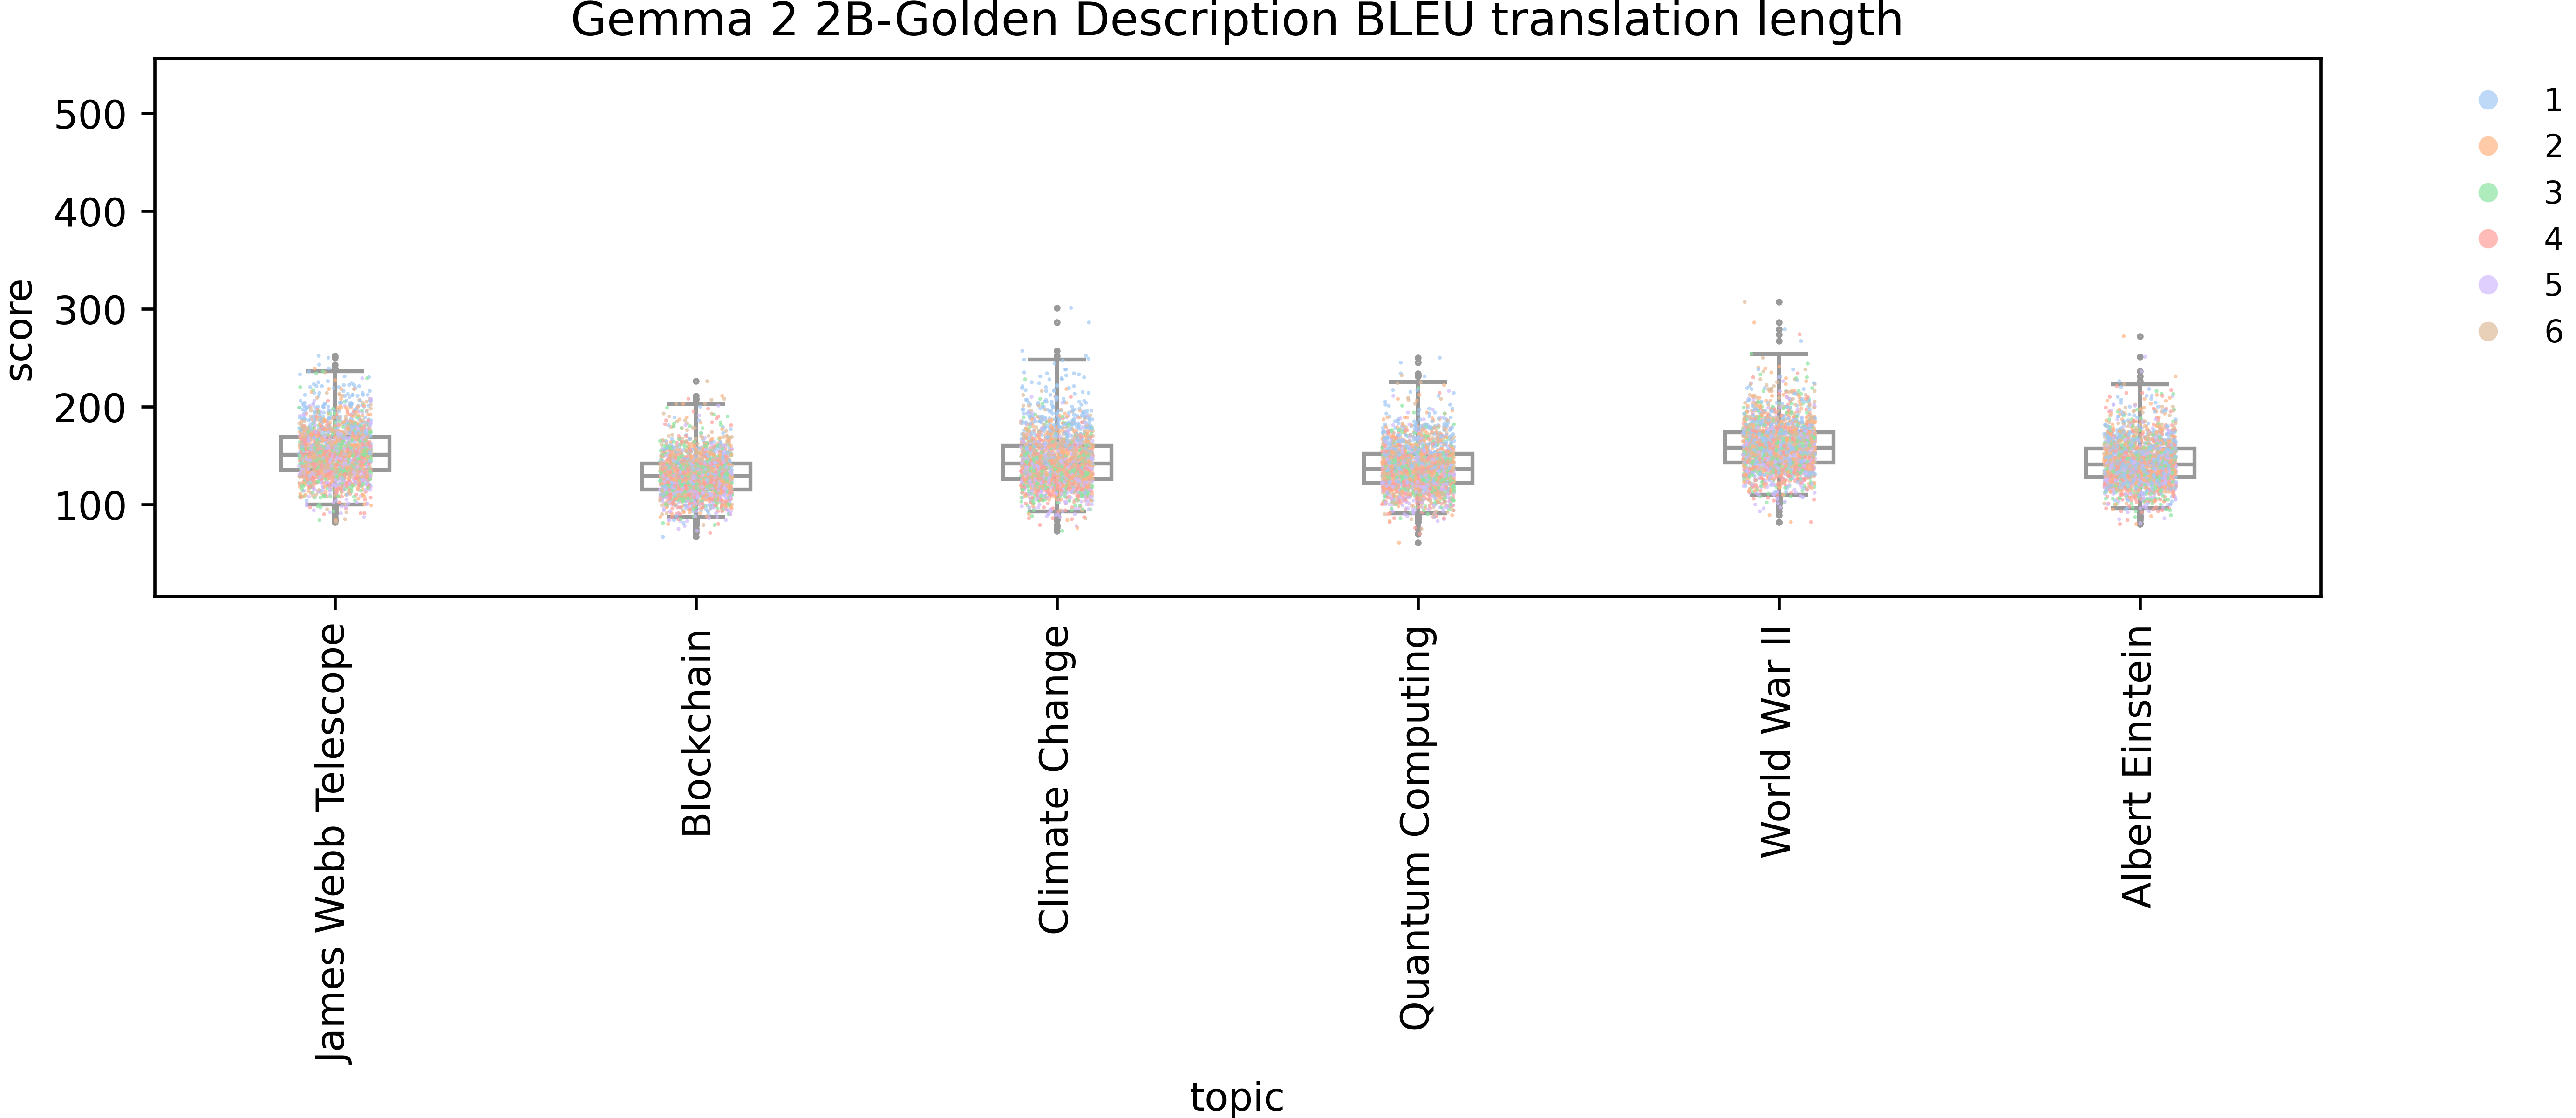 Gemma 2 2B-Golden Description BLEU translation length
score
500
400
300
200
100
James Webb Telescope
Blockchain
Climate Change
Quantum Computing
World War II
Albert Einstein
topic
1
2
3
4
5
6